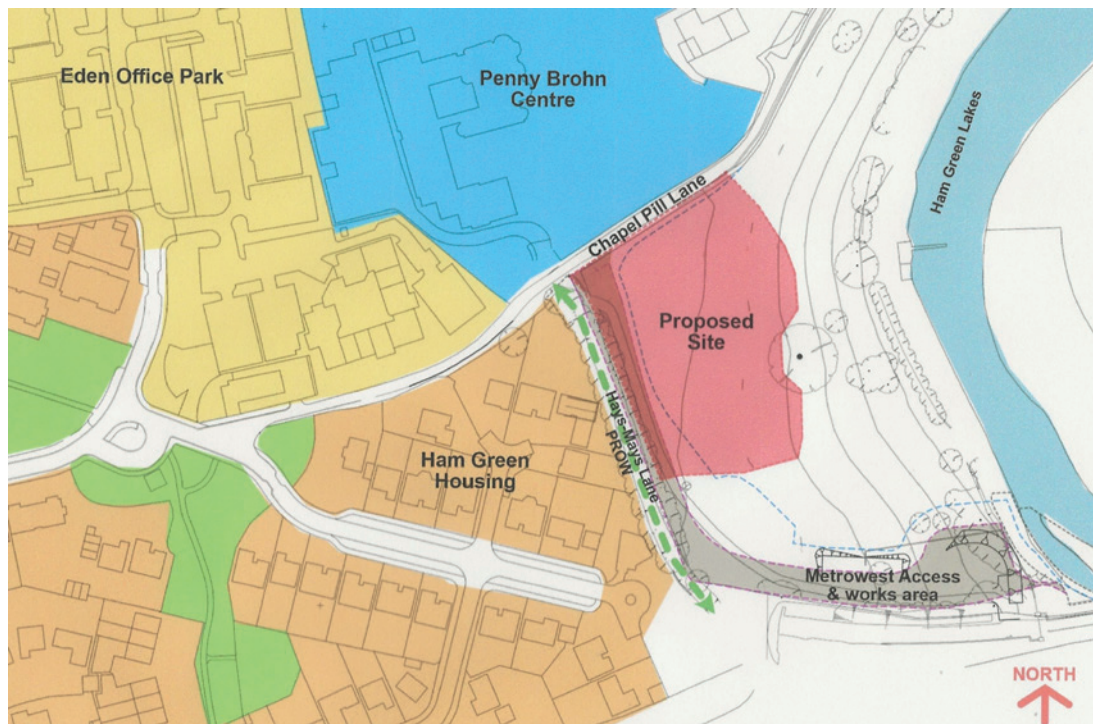 Eden Office Park
Penny Brohn
Centre
Ham Green Lakes
Chapel Pill Lane
Proposed
Site
Hays Mays Lane
PROW
Ham Green
Housing
Metrowest Access
& works area
NORTH